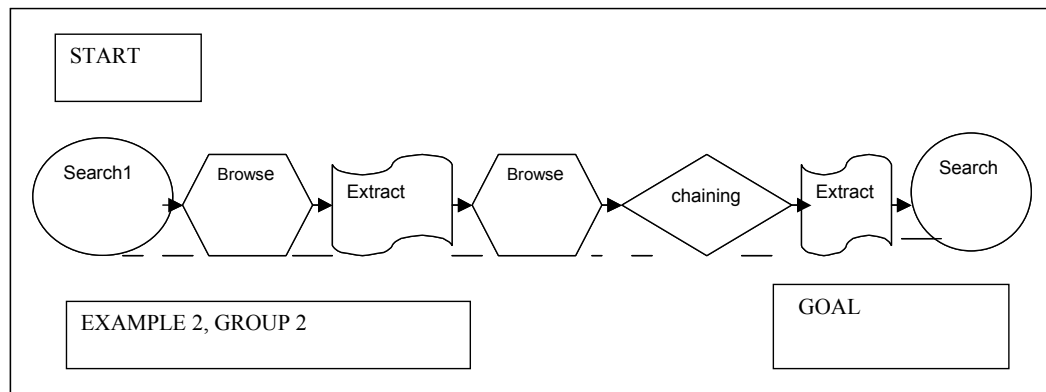 START
Search1
Browse
Extract
Browse
chaining
Extract
Search
EXAMPLE 2, GROUP 2
GOAL